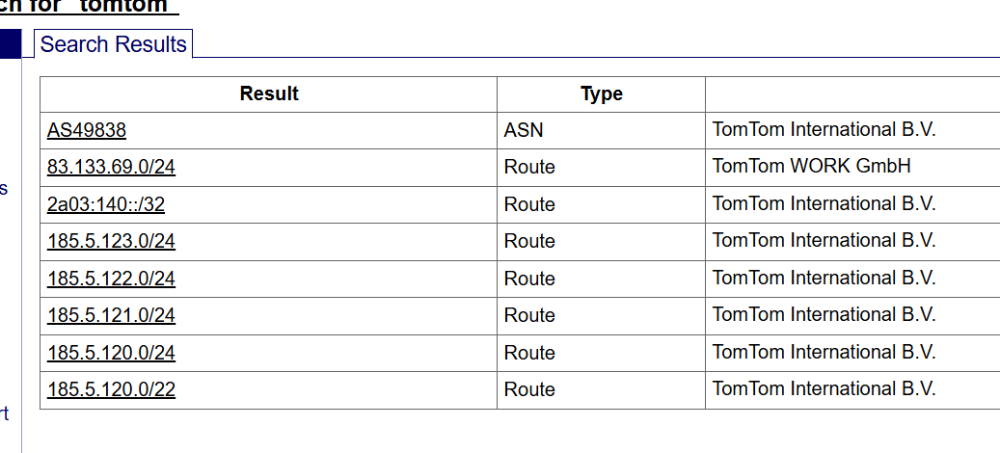 ch for "tomtom"
Search Results
Result Type
AS49838 ASN TomTom International B.V.
83.133.69.0/24 Route TomTom WORK GmbH
2a03:140::/32 Route TomTom International B.V.
185.5.123.0/24 Route TomTom International B.V.
s
185.5.122.0/24 Route TomTom International B.V.
185.5.121.0/24 Route TomTom International B.V.
185.5.120.0/24 Route TomTom International B.V.
185.5.120.0/22 Route TomTom International B.V.
rt